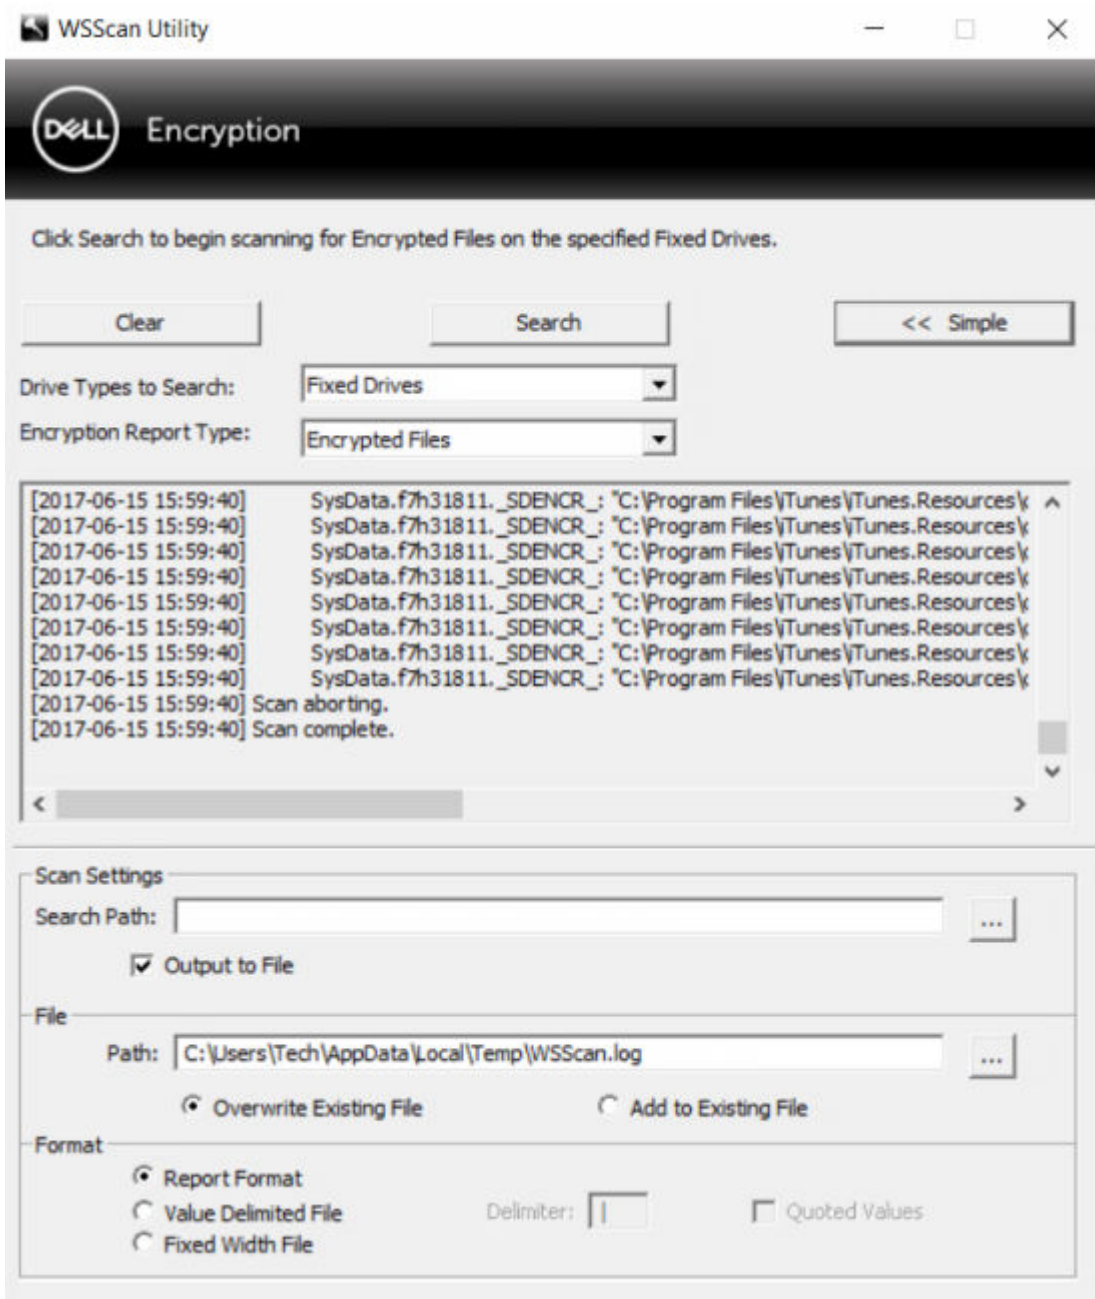 WSScan Utility
DELL Encryption
Click Search to begin scanning for Encrypted Files on the specified Fixed Drives.
Clear Search << Simple
Drive Types to Search: Fixed Drives
Encryption Report Type: Encrypted Files
[2017-06-15 15:59:40] SysData.f7h31811._SDENCR_: "C:\Program Files\iTunes\iTunes.Resources\
[2017-06-15 15:59:40] SysData.f7h31811._SDENCR_: "C:\Program Files\iTunes\iTunes.Resources\
[2017-06-15 15:59:40] SysData.f7h31811._SDENCR_: "C:\Program Files\iTunes\iTunes.Resources\
[2017-06-15 15:59:40] SysData.f7h31811._SDENCR_: "C:\Program Files\iTunes\iTunes.Resources\
[2017-06-15 15:59:40] SysData.f7h31811._SDENCR_: "C:\Program Files\iTunes\iTunes.Resources\
[2017-06-15 15:59:40] SysData.f7h31811._SDENCR_: "C:\Program Files\iTunes\iTunes.Resources\
[2017-06-15 15:59:40] SysData.f7h31811._SDENCR_: "C:\Program Files\iTunes\iTunes.Resources\
[2017-06-15 15:59:40] SysData.f7h31811._SDENCR_: "C:\Program Files\iTunes\iTunes.Resources\
[2017-06-15 15:59:40] Scan aborting.
[2017-06-15 15:59:40] Scan complete.
Scan Settings
Search Path: ...
Output to File
File
Path: C:\Users\Tech\AppData\Local\Temp\WSScan.log ...
Overwrite Existing File Add to Existing File
Format
Report Format
Value Delimited File Delimiter: | Quoted Values
Fixed Width File